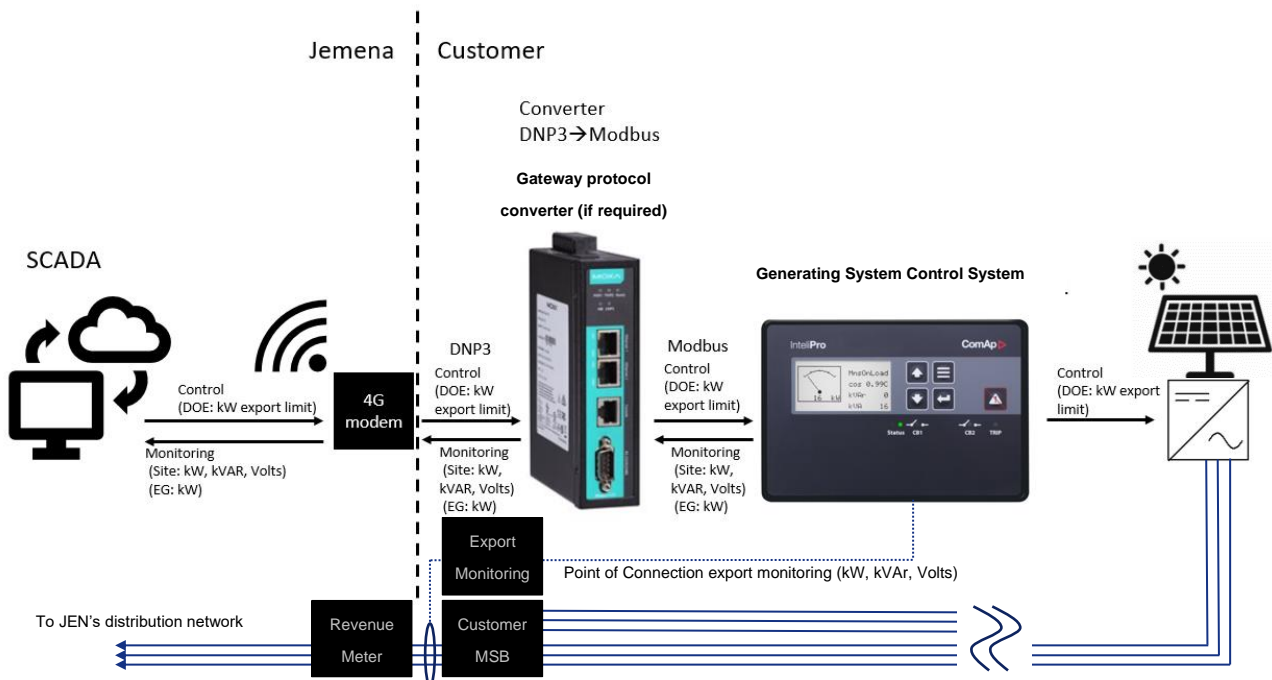 Jemena
Customer
Converter
DNP3→Modbus
Gateway protocol
converter (if required)
SCADA
Generating System Control System
Control
(DOE: kW export limit)
Monitoring
(Site: kW, kVAR, Volts)
(EG: kW)
4G
modem
DNP3
Control
(DOE: kW
export limit)
Monitoring
(Site: kW,
kVAR, Volts)
(EG: kW)
MOXA
Modbus
Control
(DOE: kW
export limit)
Monitoring
(Site: kW,
kVAR, Volts)
(EG: kW)
InteliPro
ComAp
MnsOnLoad
cos 0.99C
kVAr 0
kVA 16
16 kW
Status CB1
CB2 TRIP
Control
(DOE: kW export
limit)
Export
Monitoring
Point of Connection export monitoring (kW, kVAr, Volts)
To JEN's distribution network
Revenue
Meter
Customer
MSB